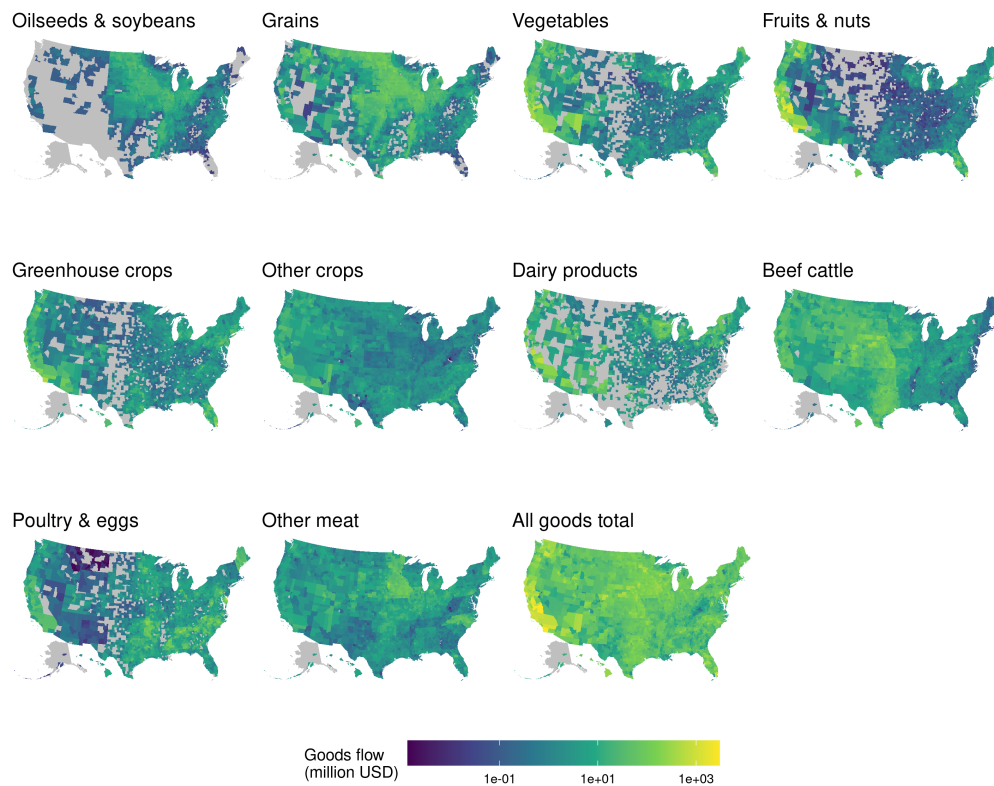 Oilseeds & soybeans
Grains
Vegetables
Fruits & nuts
Greenhouse crops
Other crops
Dairy products
Beef cattle
Poultry & eggs
Other meat
All goods total
Goods flow
(million USD)
1e-01
1e+01
1e+03